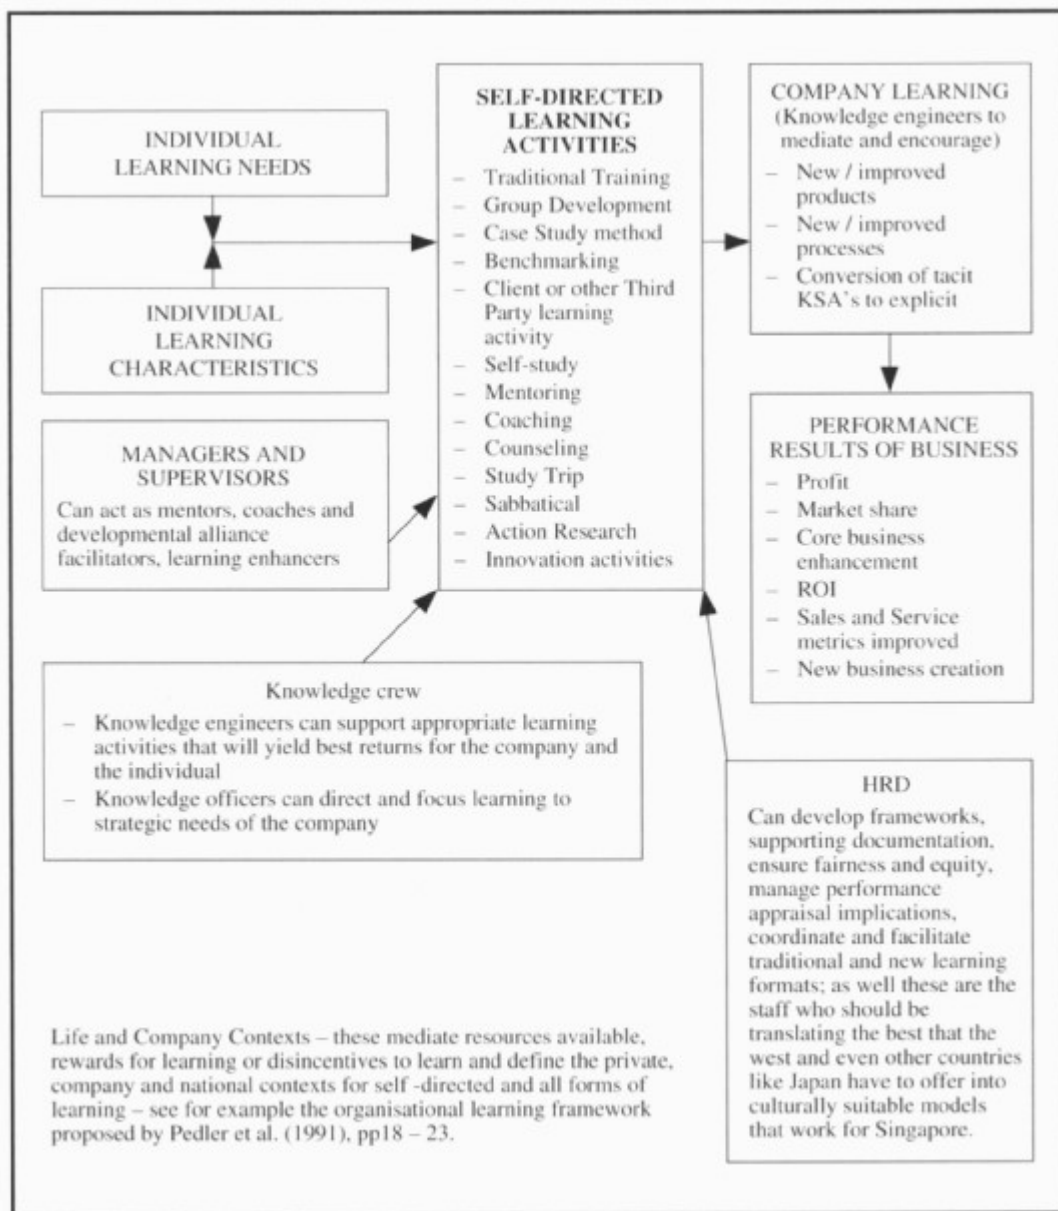 INDIVIDUAL
LEARNING NEEDS
INDIVIDUAL
LEARNING
CHARACTERISTICS
MANAGERS AND
SUPERVISORS
Can act as mentors, coaches and
developmental alliance
facilitators, learning enhancers
SELF-DIRECTED
LEARNING
ACTIVITIES
– Traditional Training
– Group Development
– Case Study method
– Benchmarking
– Client or other Third
Party learning
activity
– Self-study
– Mentoring
– Coaching
– Counseling
– Study Trip
– Sabbatical
– Action Research
– Innovation activities
COMPANY LEARNING
(Knowledge engineers to
mediate and encourage)
– New / improved
products
– New / improved
processes
– Conversion of tacit
KSA's to explicit
PERFORMANCE
RESULTS OF BUSINESS
– Profit
– Market share
– Core business
enhancement
– ROI
– Sales and Service
metrics improved
– New business creation
Knowledge crew
– Knowledge engineers can support appropriate learning
activities that will yield best returns for the company and
the individual
– Knowledge officers can direct and focus learning to
strategic needs of the company
HRD
Can develop frameworks,
supporting documentation,
ensure fairness and equity,
manage performance
appraisal implications,
coordinate and facilitate
traditional and new learning
formats; as well these are the
staff who should be
translating the best that the
west and even other countries
like Japan have to offer into
culturally suitable models
that work for Singapore.
Life and Company Contexts – these mediate resources available,
rewards for learning or disincentives to learn and define the private,
company and national contexts for self -directed and all forms of
learning – see for example the organisational learning framework
proposed by Pedler et al. (1991), pp18 – 23.